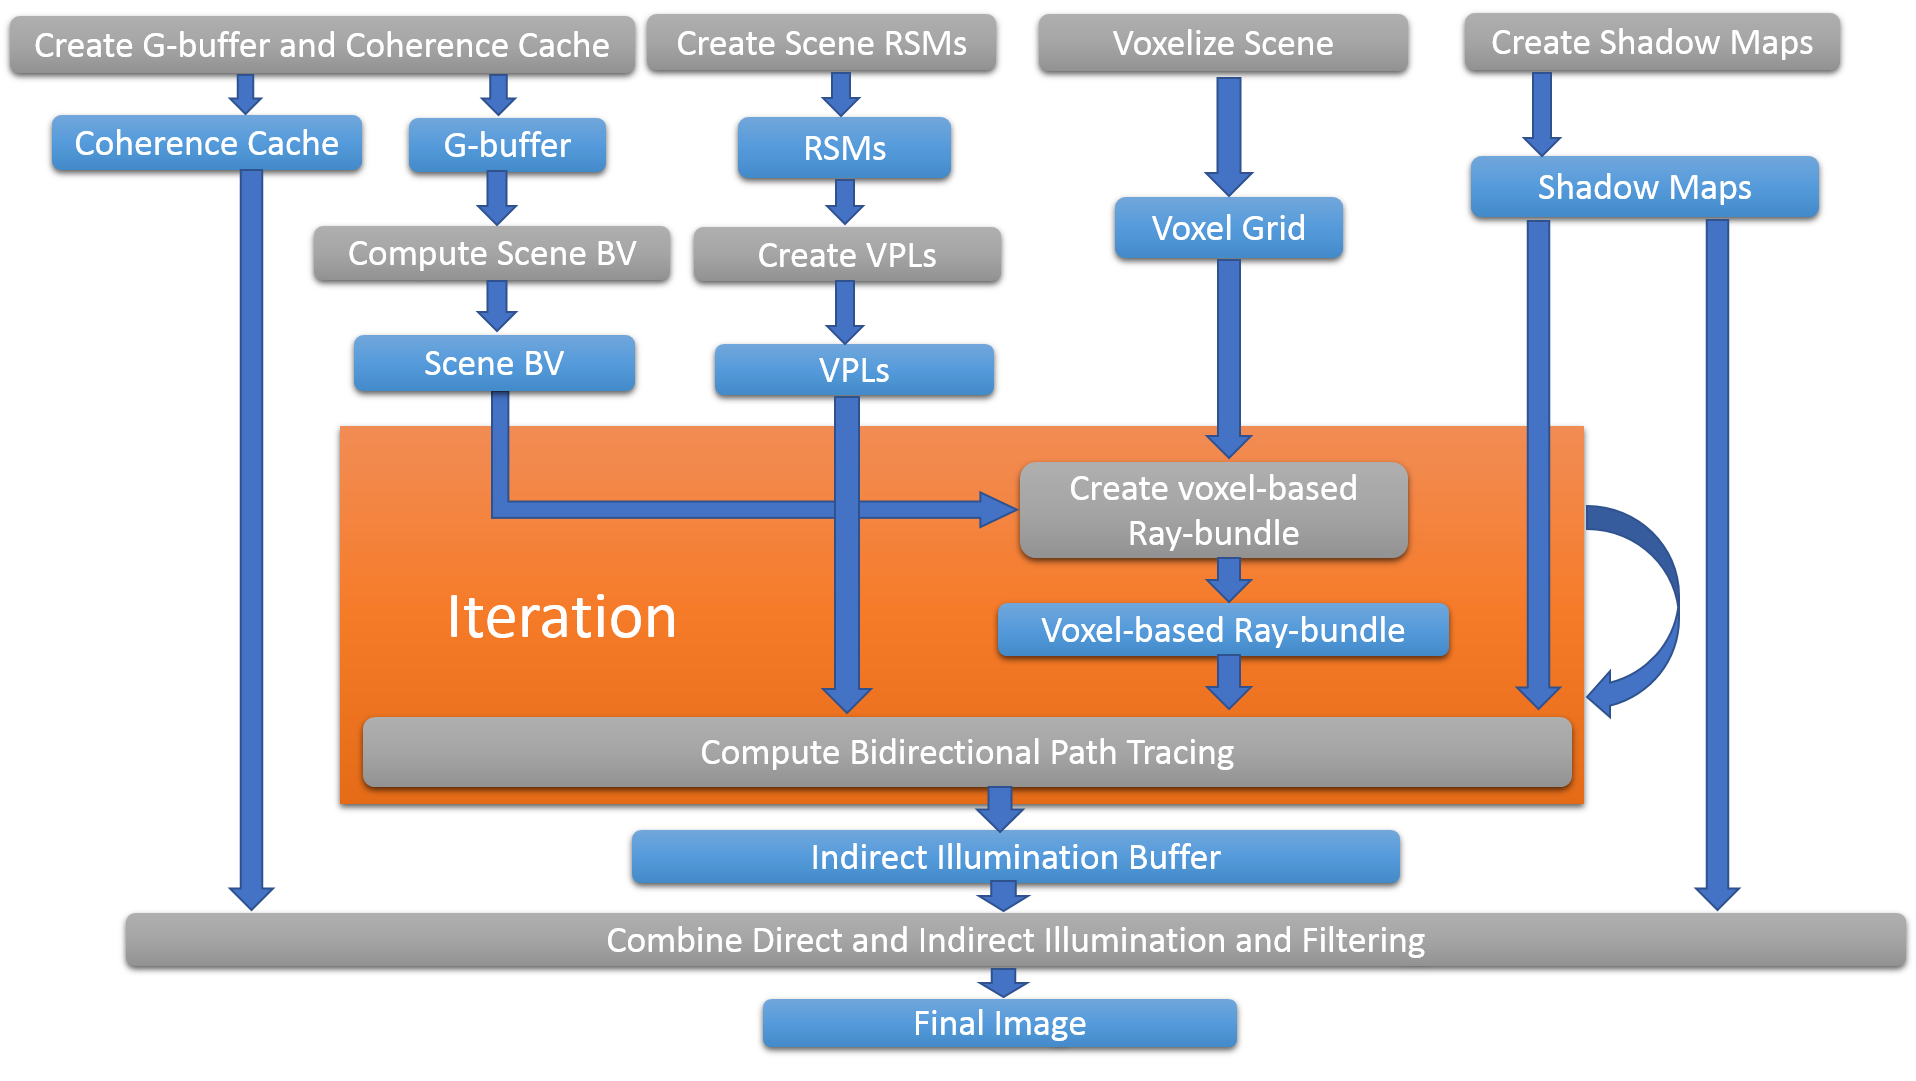 Create G-buffer and Coherence Cache
Create Scene RSMs
Voxelize Scene
Create Shadow Maps
Coherence Cache
G-buffer
RSMs
Shadow Maps
Voxel Grid
Compute Scene BV
Create VPLs
Scene BV
VPLs
Create voxel-based
Ray-bundle
Iteration
Voxel-based Ray-bundle
Compute Bidirectional Path Tracing
Indirect Illumination Buffer
Combine Direct and Indirect Illumination and Filtering
Final Image